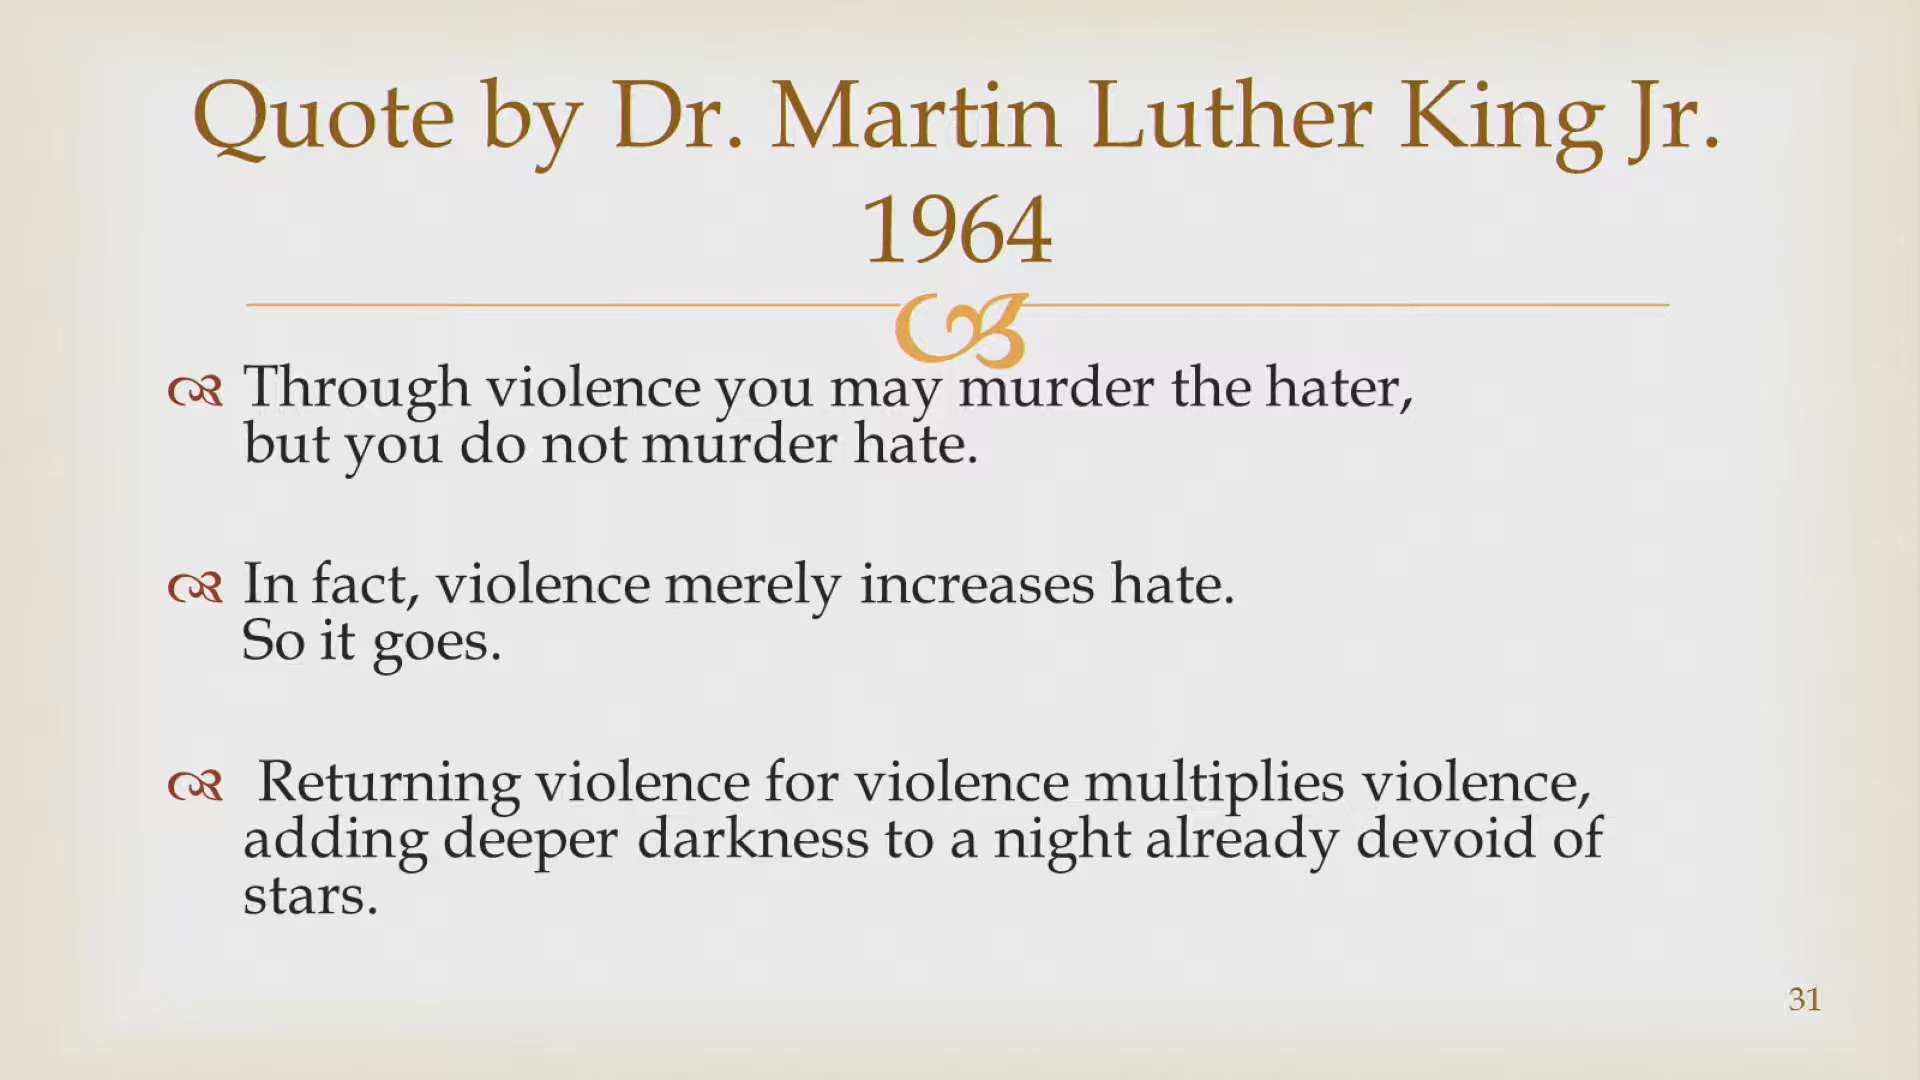 Quote by Dr. Martin Luther King Jr.
1964
Through violence you may murder the hater,
but you do not murder hate.
In fact, violence merely increases hate.
So it goes.
Returning violence for violence multiplies violence,
adding deeper darkness to a night already devoid of
stars.
31